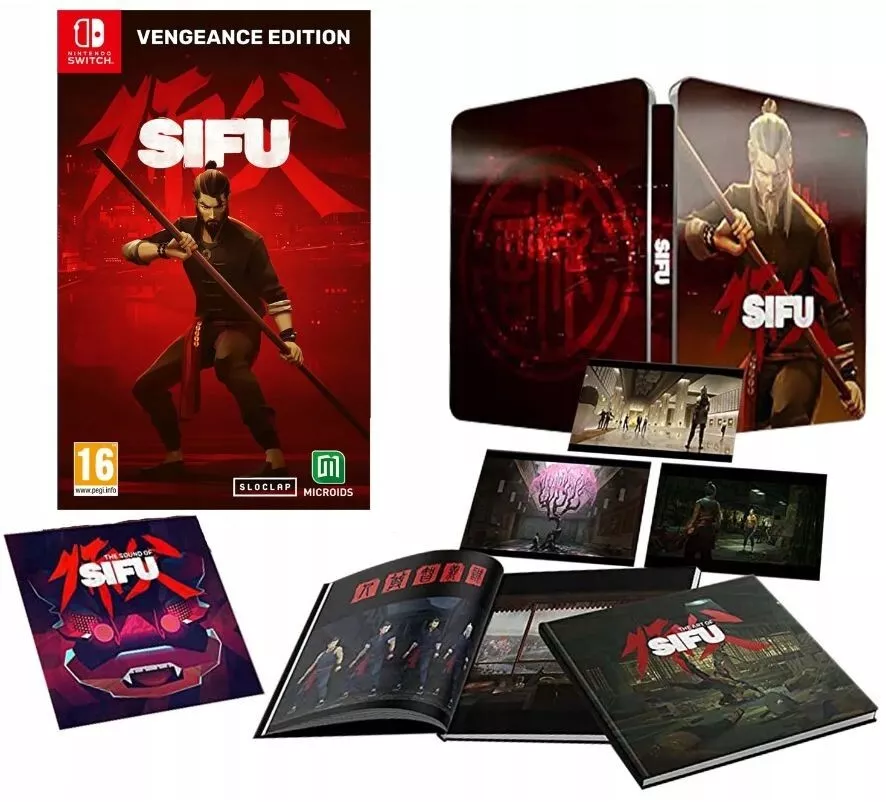 NINTENDO
SWITCH™
VENGEANCE EDITION
SIFU
16
www.pegi.info
SLOCLAP
MICROIDS
SIFU
SIFU
THE SOUND OF
SIFU
THE ART OF
SIFU